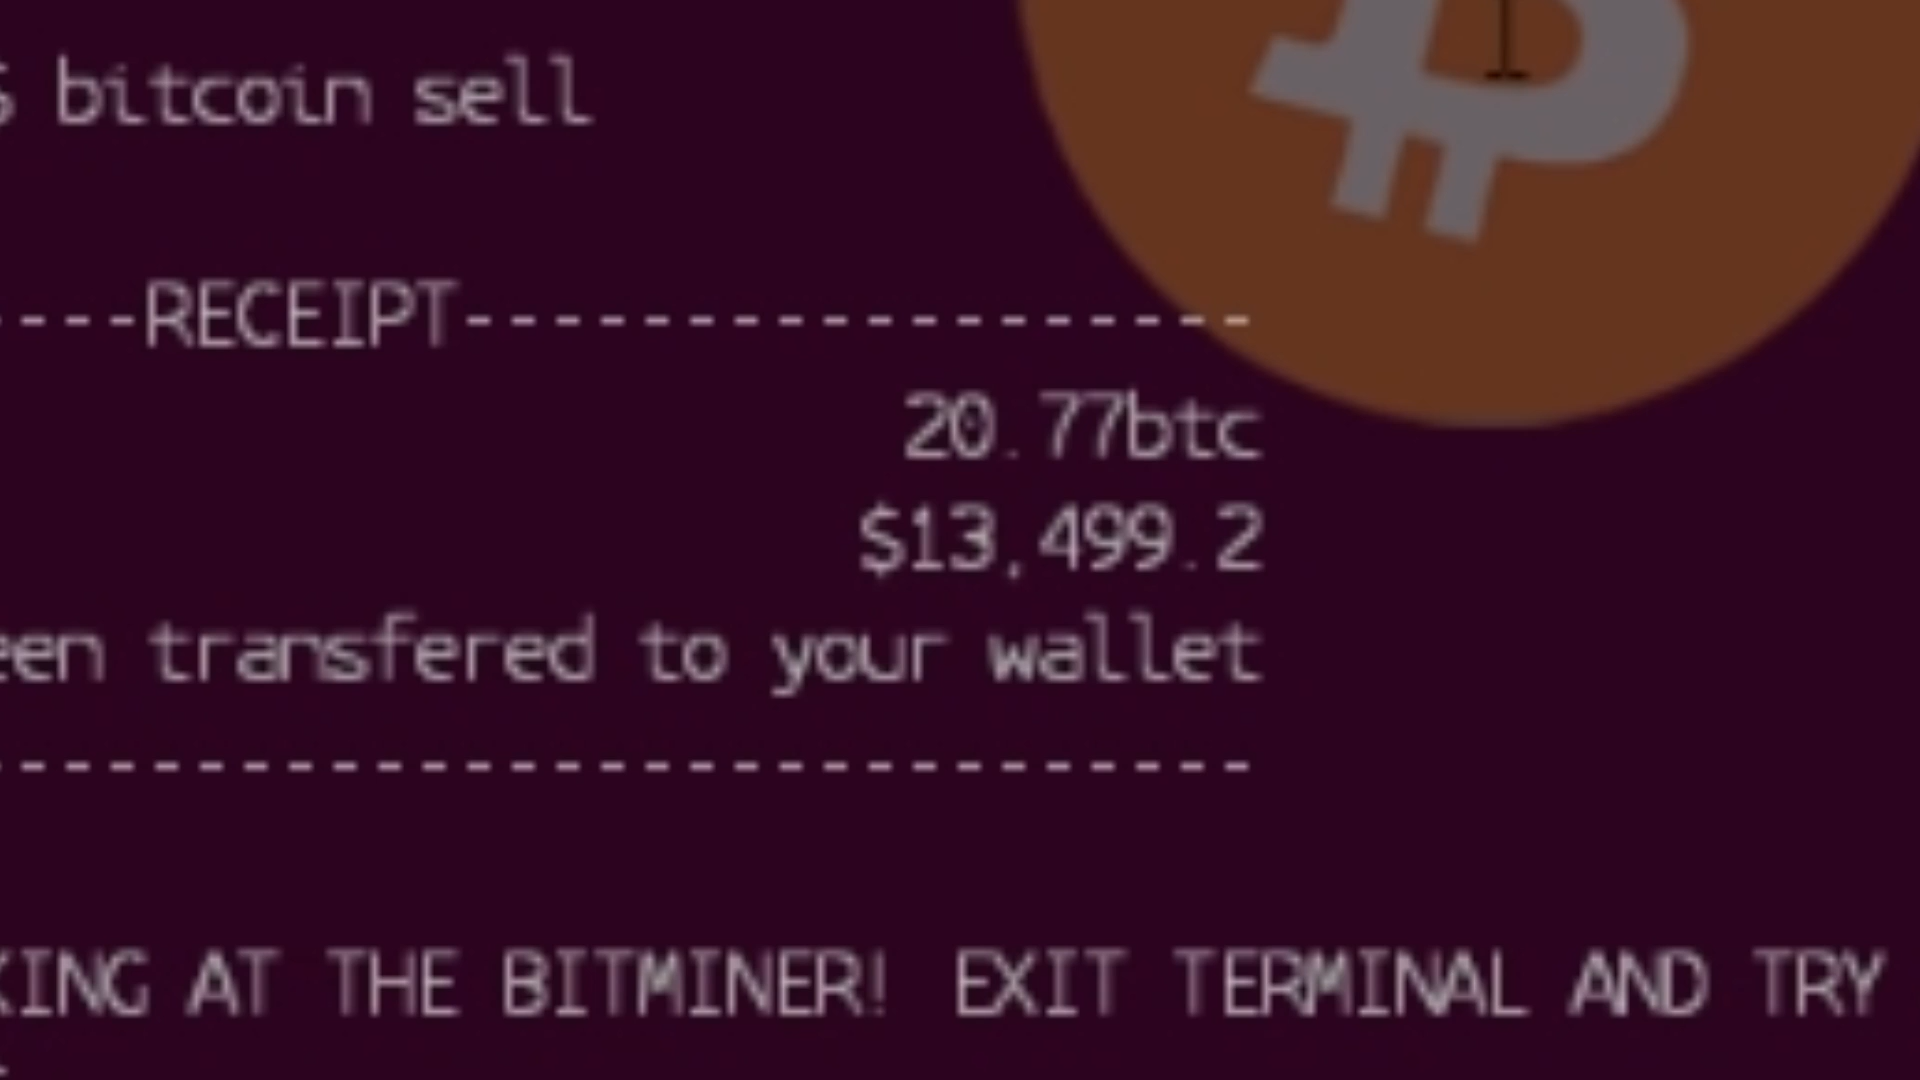 bitcoin sell
----RECEIPT------------------
20.77btc
$13,499.2
een transfered to your wallet
-----------------------------
KING AT THE BITMINER! EXIT TERMINAL AND TRY